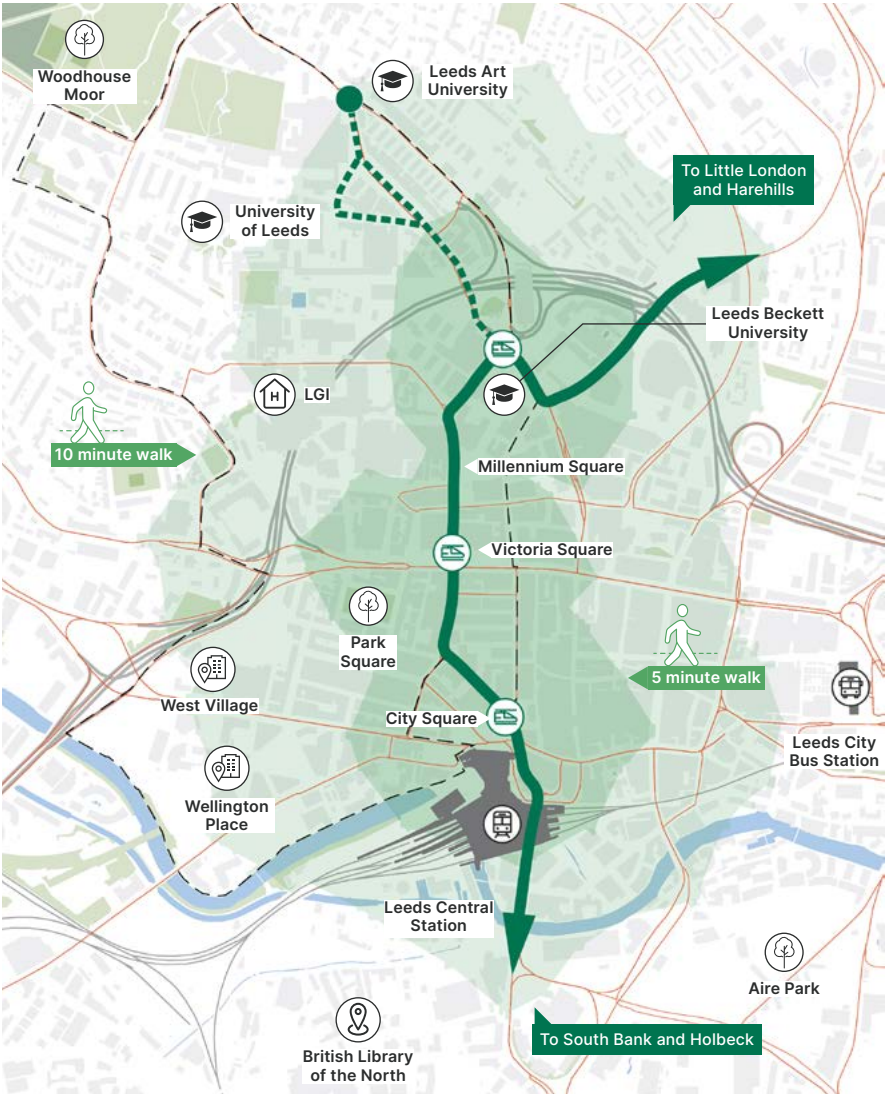 Woodhouse
Moor
Leeds Art
University
To Little London
and Harehills
University
of Leeds
Leeds Beckett
University
H
LGI
10 minute walk
Millennium Square
Victoria Square
Park
Square
5 minute walk
West Village
City Square
Leeds City
Bus Station
Wellington
Place
Leeds Central
Station
Aire Park
To South Bank and Holbeck
British Library
of the North